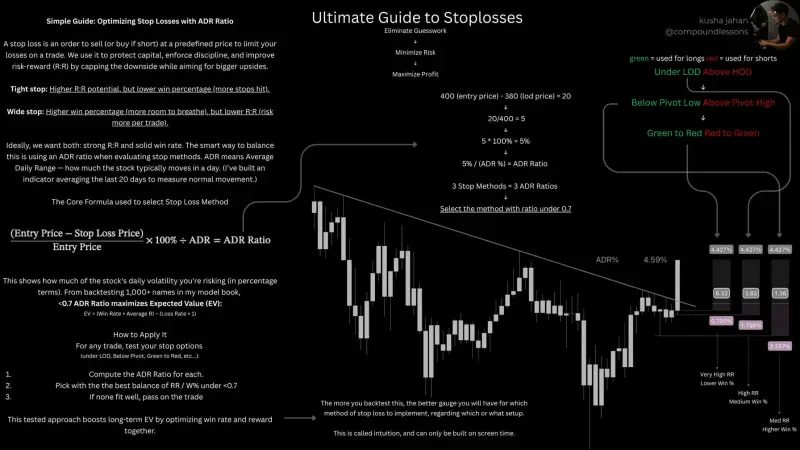 Ultimate Guide to Stoplosses
kusha jahan
@compoundlessons
Simple Guide: Optimizing Stop Losses with ADR Ratio
A stop loss is an order to sell (or buy if short) at a predefined price to limit your
losses on a trade. We use it to protect capital, enforce discipline, and improve
risk-reward (R:R) by capping the downside while aiming for bigger upsides.
Tight stop: Higher R:R potential, but lower win percentage (more stops hit).
Wide stop: Higher win percentage (more room to breathe), but lower R:R (risk
more per trade).
Ideally, we want both: strong R:R and solid win rate. The smart way to balance
this is using an ADR ratio when evaluating stop methods. ADR means Average
Daily Range — how much the stock typically moves in a day. (I've built an
indicator averaging the last 20 days to measure normal movement.)
The Core Formula used to select Stop Loss Method
(Entry Price − Stop Loss Price)
Entry Price
× 100% ÷ ADR = ADR Ratio
This shows how much of the stock's daily volatility you're risking (in percentage
terms). From backtesting 1,000+ names in my model book,
<0.7 ADR Ratio maximizes Expected Value (EV):
EV = (Win Rate * Average R) - (Loss Rate * 1)
How to Apply It
For any trade, test your stop options
(under LOD, Below Pivot, Green to Red, etc...):
1. Compute the ADR Ratio for each.
2. Pick with the the best balance of RR / W% under <0.7
3. If none fit well, pass on the trade
This tested approach boosts long-term EV by optimizing win rate and reward
together.
Eliminate Guesswork
↓
Minimize Risk
↓
Maximize Profit
400 (entry price) - 380 (lod price) = 20
↓
20/400 = 5
↓
5 * 100% = 5%
↓
5% / (ADR %) = ADR Ratio
3 Stop Methods = 3 ADR Ratios
↓
Select the method with ratio under 0.7
green = used for longs red = used for shorts
Under LOD Above HOD
Below Pivot Low Above Pivot High
Green to Red Red to Green
ADR% 4.59%
4.427% 4.427% 4.427%
6.32 3.83 1.36
0.700% 1.156%
Very High RR
Lower Win %
High RR
Medium Win %
Med RR
Higher Win %
The more you backtest this, the better gauge you will have for which
method of stop loss to implement, regarding which or what setup.
This is called intuition, and can only be built on screen time.